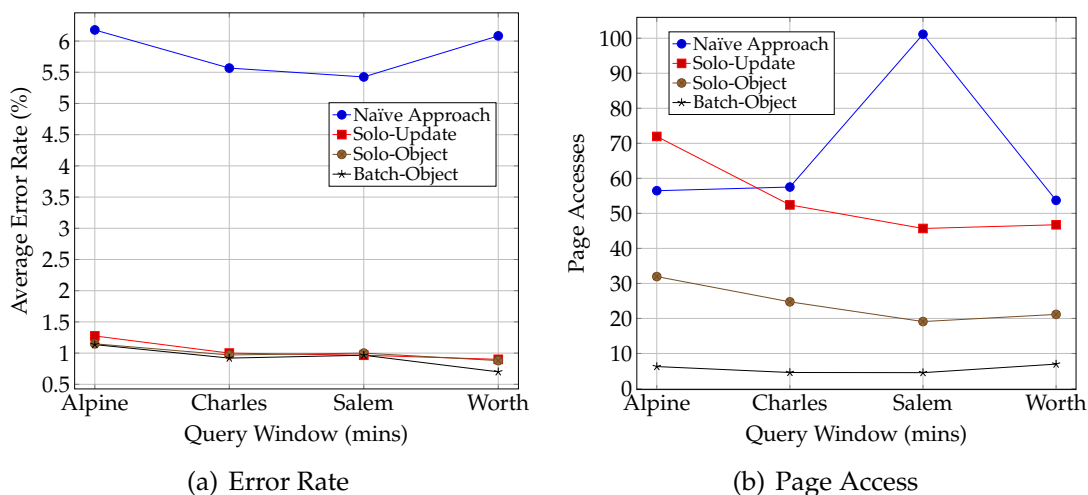 6
5.5
5
4.5
4
3.5
3
2.5
2
1.5
1
0.5
Average Error Rate (%)
Naïve Approach
Solo-Update
Solo-Object
Batch-Object
Alpine Charles Salem Worth
Query Window (mins)
(a) Error Rate
100
90
80
70
60
50
40
30
20
10
0
Page Accesses
Naïve Approach
Solo-Update
Solo-Object
Batch-Object
Alpine Charles Salem Worth
Query Window (mins)
(b) Page Access